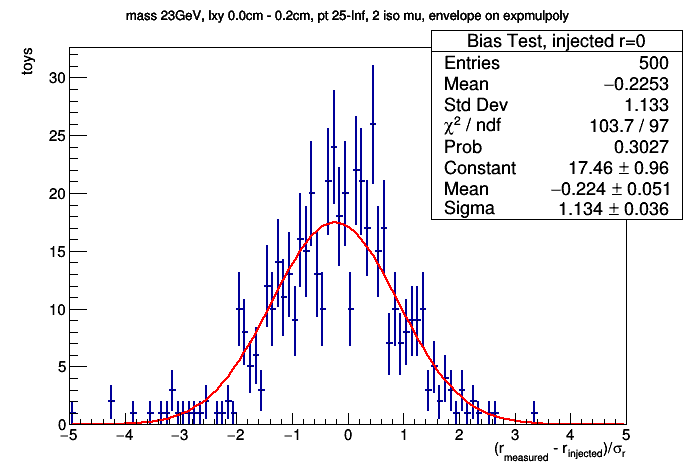 mass 23GeV, lxy 0.0cm - 0.2cm, pt 25-Inf, 2 iso mu, envelope on expmulpoly
Bias Test, injected r=0
Entries 500
Mean −0.2253
Std Dev 1.133
χ² / ndf 103.7 / 97
Prob 0.3027
Constant 17.46 ± 0.96
Mean −0.224 ± 0.051
Sigma 1.134 ± 0.036
toys
30
25
20
15
10
5
0
−5 −4 −3 −2 −1 0 1 2 3 4 5
(r_measured - r_injected)/σ_r